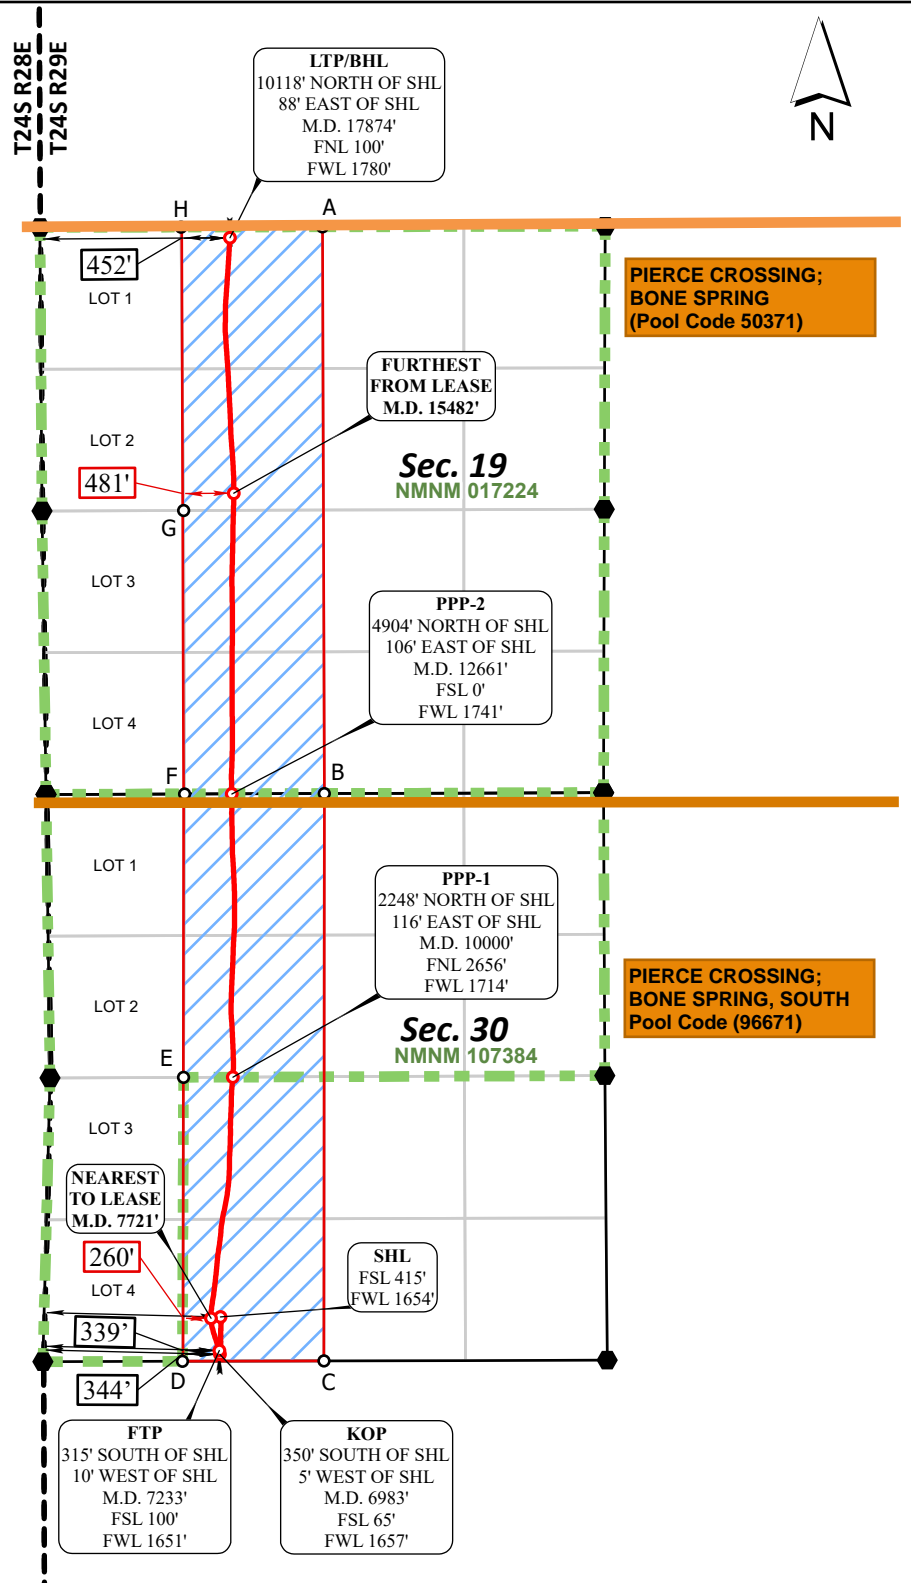 T24S R28E
T24S R29E
LTP/BHL
10118' NORTH OF SHL
88' EAST OF SHL
M.D. 17874'
FNL 100'
FWL 1780'
N
H
A
452'
LOT 1
PIERCE CROSSING;
BONE SPRING
(Pool Code 50371)
FURTHEST
FROM LEASE
M.D. 15482'
LOT 2
481'
Sec. 19
NMNM 017224
G
LOT 3
PPP-2
4904' NORTH OF SHL
106' EAST OF SHL
M.D. 12661'
FSL 0'
FWL 1741'
LOT 4
F
B
LOT 1
PPP-1
2248' NORTH OF SHL
116' EAST OF SHL
M.D. 10000'
FNL 2656'
FWL 1714'
PIERCE CROSSING;
BONE SPRING, SOUTH
Pool Code (96671)
LOT 2
Sec. 30
NMNM 107384
E
LOT 3
NEAREST
TO LEASE
M.D. 7721'
260'
LOT 4
SHL
FSL 415'
FWL 1654'
339’
344’
D
C
FTP
315' SOUTH OF SHL
10' WEST OF SHL
M.D. 7233'
FSL 100'
FWL 1651'
KOP
350' SOUTH OF SHL
5' WEST OF SHL
M.D. 6983'
FSL 65'
FWL 1657'